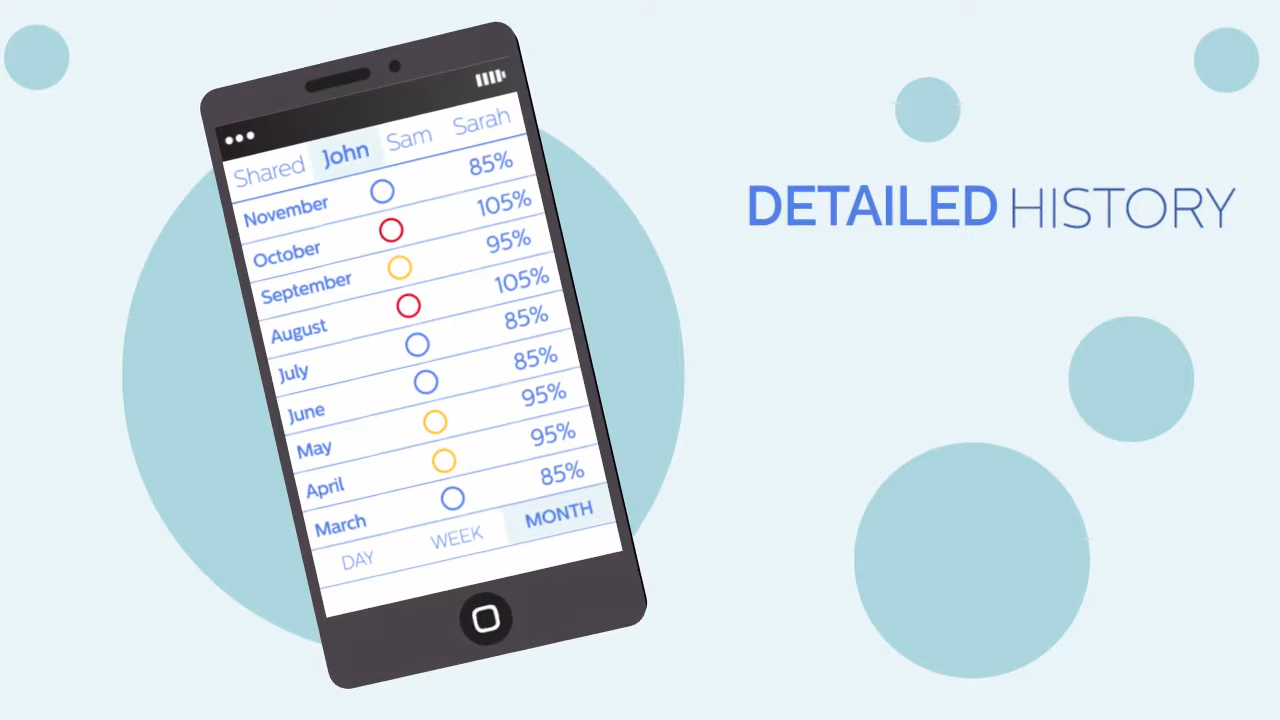 Shared John Sam Sarah
November 85%
October 105%
September 95%
August 105%
July 85%
June 85%
May 95%
April 95%
March 85%
DAY WEEK MONTH
DETAILED HISTORY